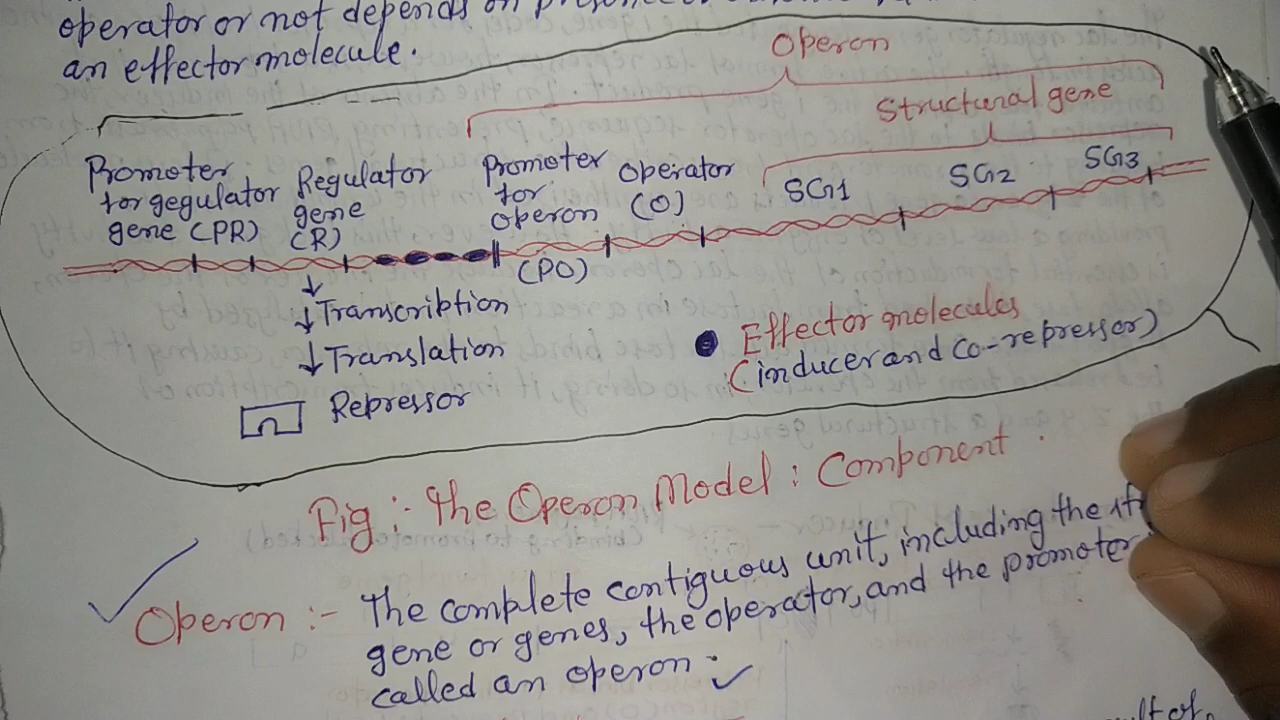 operator or not depends on
an effector molecule.
Operon
Structural gene
Promoter
for gegulator
gene (PR)
Regulator
gene
(R)
Promoter
for
operon
(PO)
Operator
(O)
SG1
SG2
SG3
Transcription
Translation
Repressor
Effector molecules
(inducer and co-repressor)
Fig :- The Operon Model : Component
Operon :- The complete contiguous unit, including the
gene or genes, the operator, and the promoter
called an operon.